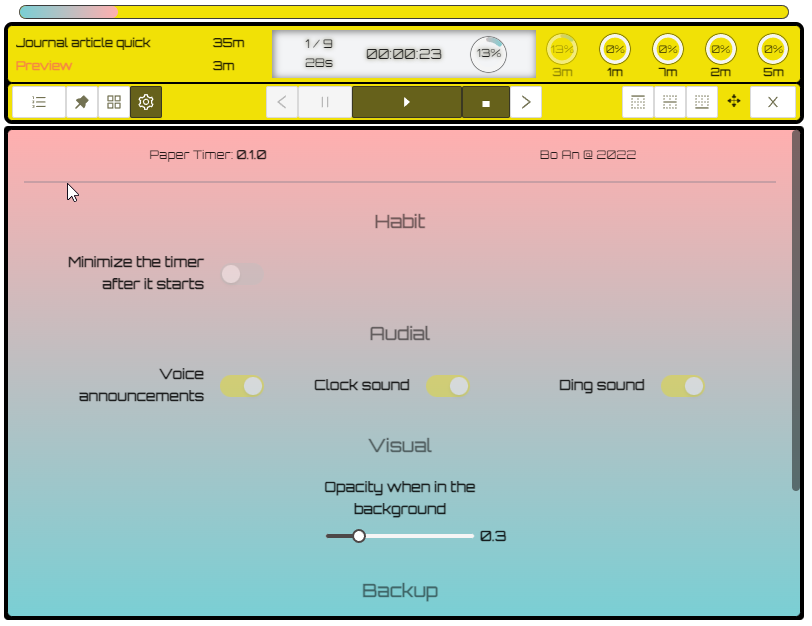 Journal article quick 35m
Preview 3m
1 / 9
28s
00:00:23
13%
13% 0% 0% 0% 0%
3m 1m 7m 2m 5m
Paper Timer: 0.1.0 Bo An @ 2022
Habit
Minimize the timer
after it starts
Audial
Voice
announcements
Clock sound
Ding sound
Visual
Opacity when in the
background
0.3
Backup